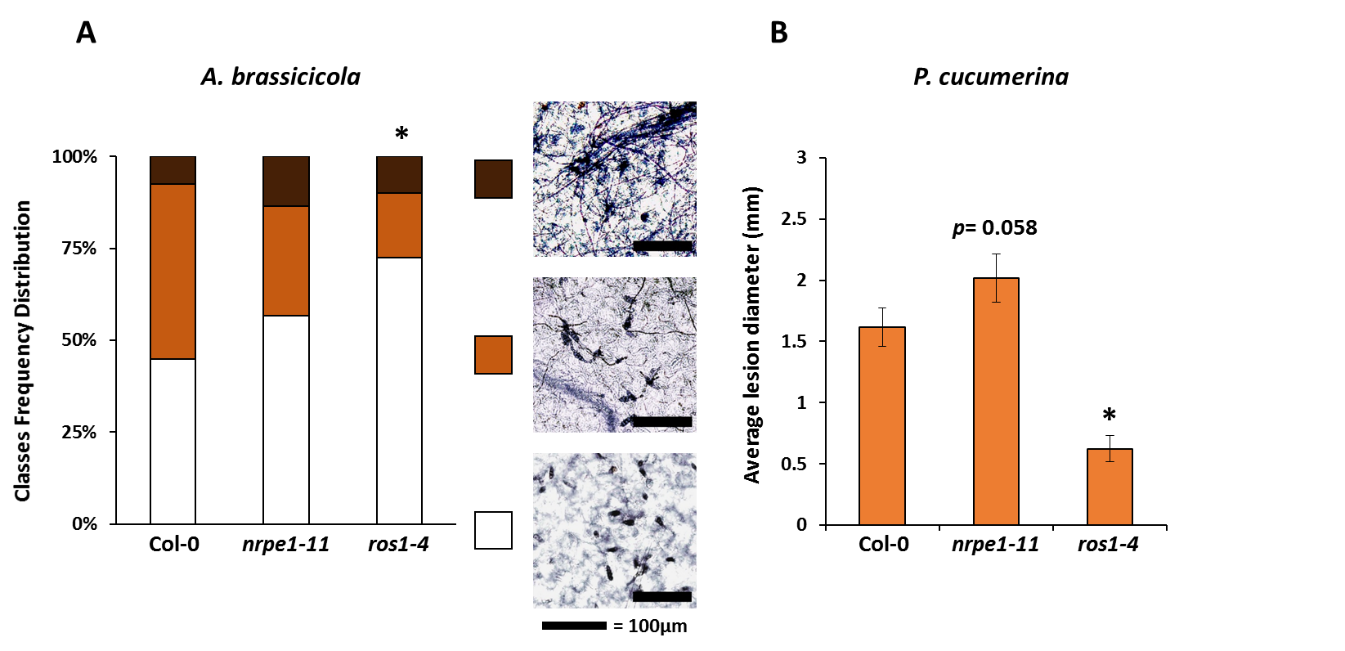 A
A. brassicicola
*
100%
75%
50%
25%
0%
Classes Frequency Distribution
Col-0
nrpe1-11
ros1-4
= 100µm
B
P. cucumerina
3
2.5
2
1.5
1
0.5
0
Average lesion diameter (mm)
p= 0.058
*
Col-0
nrpe1-11
ros1-4